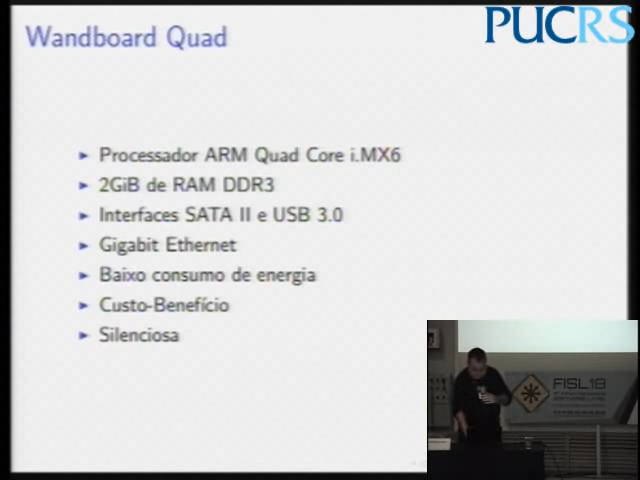 Wandboard Quad
PUCRS
► Processador ARM Quad Core i.MX6
► 2GiB de RAM DDR3
► Interfaces SATA II e USB 3.0
► Gigabit Ethernet
► Baixo consumo de energia
► Custo-Benefício
► Silenciosa
FISL18